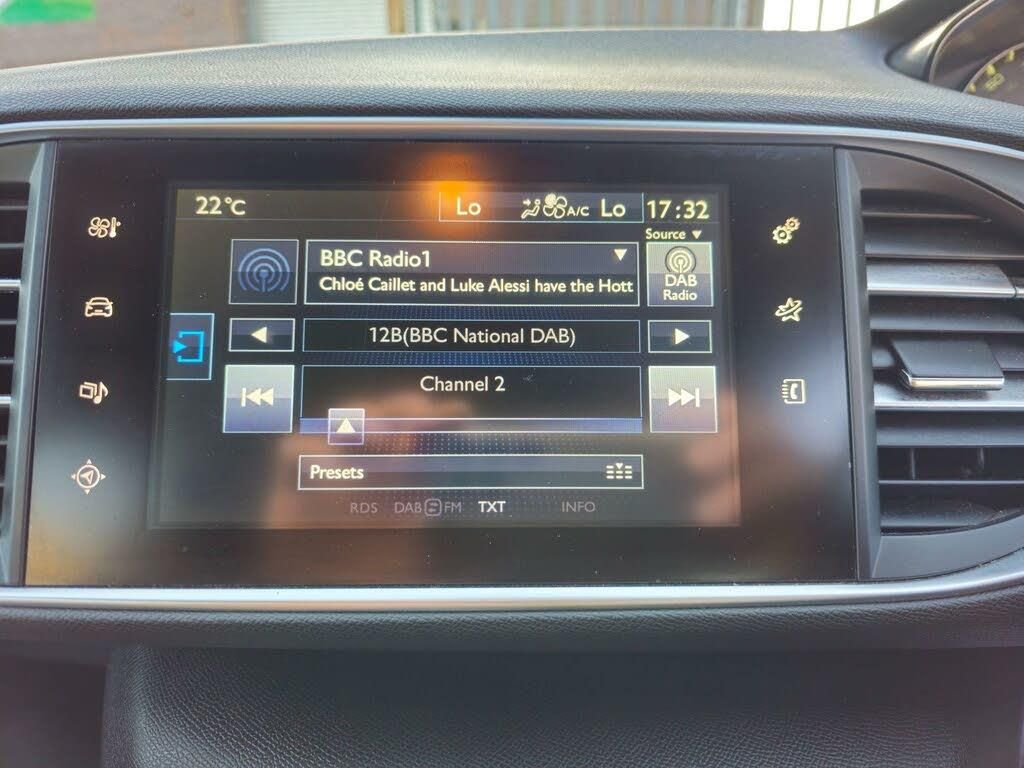 22°C
Lo
A/C
Lo
17:32
Source
BBC Radio1
Chloé Caillet and Luke Alessi have the Hott
DAB
Radio
12B(BBC National DAB)
Channel 2
Presets
RDS
DAB FM
TXT
INFO